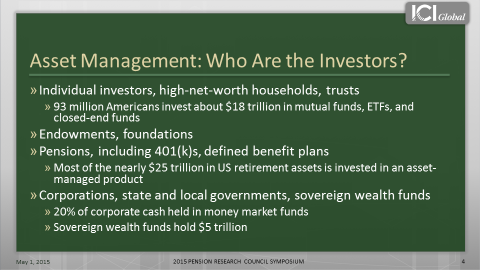 ICI Global
Asset Management: Who Are the Investors?
» Individual investors, high-net-worth households, trusts
» 93 million Americans invest about $18 trillion in mutual funds, ETFs, and
closed-end funds
» Endowments, foundations
» Pensions, including 401(k)s, defined benefit plans
» Most of the nearly $25 trillion in US retirement assets is invested in an asset-
managed product
» Corporations, state and local governments, sovereign wealth funds
» 20% of corporate cash held in money market funds
» Sovereign wealth funds hold $5 trillion
May 1, 2015 2015 PENSION RESEARCH COUNCIL SYMPOSIUM 4